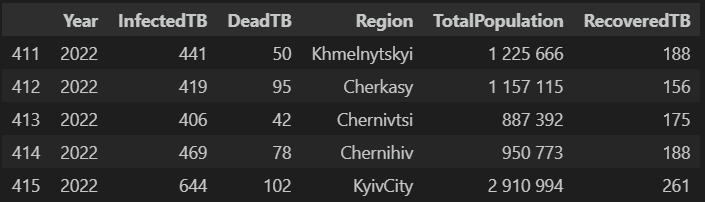 Year InfectedTB DeadTB Region TotalPopulation RecoveredTB
411 2022 441 50 Khmelnytskyi 1 225 666 188
412 2022 419 95 Cherkasy 1 157 115 156
413 2022 406 42 Chernivtsi 887 392 175
414 2022 469 78 Chernihiv 950 773 188
415 2022 644 102 KyivCity 2 910 994 261